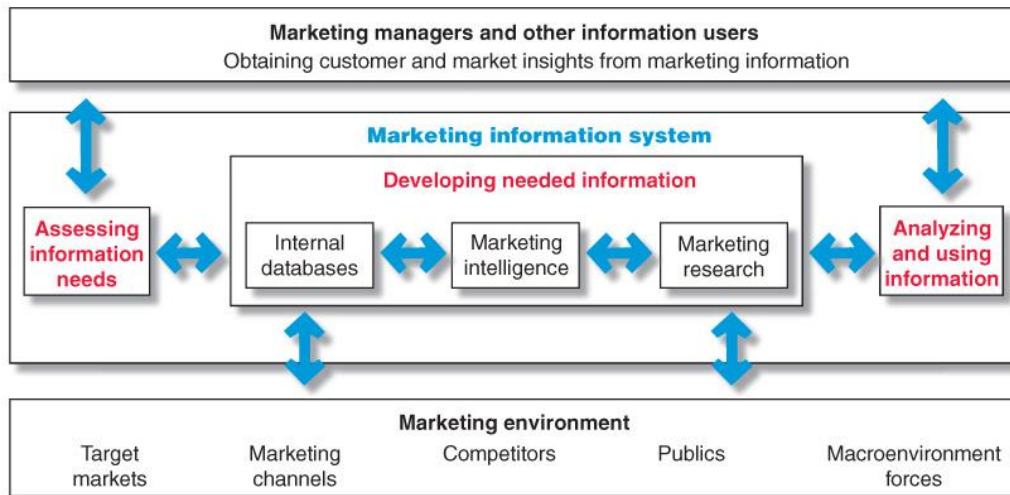 Marketing managers and other information users
Obtaining customer and market insights from marketing information
Marketing information system
Developing needed information
Assessing
information
needs
Internal
databases
Marketing
intelligence
Marketing
research
Analyzing
and using
information
Marketing environment
Target
markets
Marketing
channels
Competitors
Publics
Macroenvironment
forces